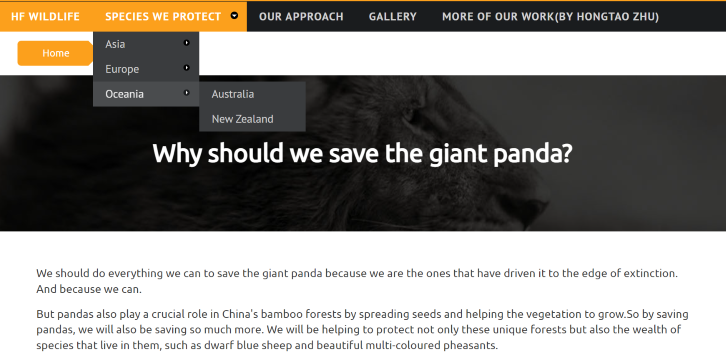 HF WILDLIFE SPECIES WE PROTECT OUR APPROACH GALLERY MORE OF OUR WORK(BY HONGTAO ZHU)
Home
Asia
Europe
Oceania
Australia
New Zealand
Why should we save the giant panda?
We should do everything we can to save the giant panda because we are the ones that have driven it to the edge of extinction.
And because we can.
But pandas also play a crucial role in China's bamboo forests by spreading seeds and helping the vegetation to grow.So by saving
pandas, we will also be saving so much more. We will be helping to protect not only these unique forests but also the wealth of
species that live in them, such as dwarf blue sheep and beautiful multi-coloured pheasants.